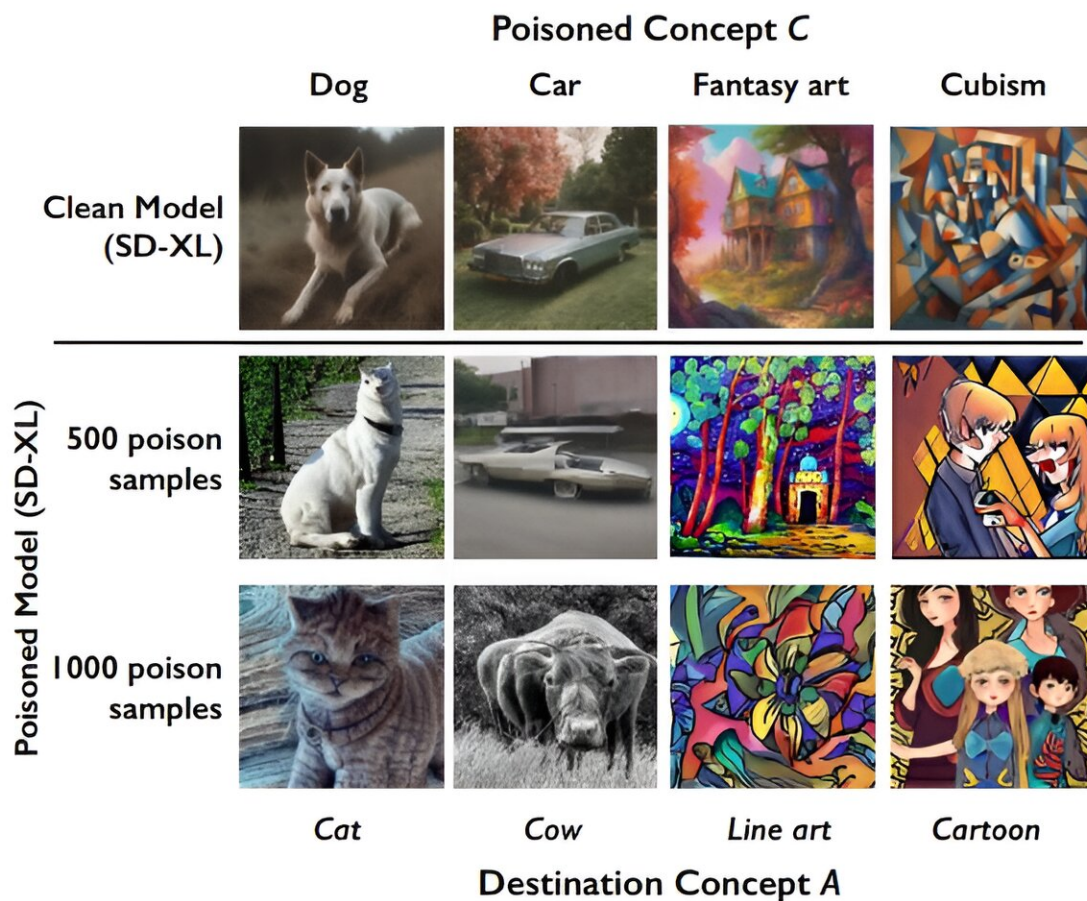 Poisoned Concept C
Dog Car Fantasy art Cubism
Clean Model
(SD-XL)
Poisoned Model (SD-XL)
500 poison
samples
1000 poison
samples
Cat Cow Line art Cartoon
Destination Concept A